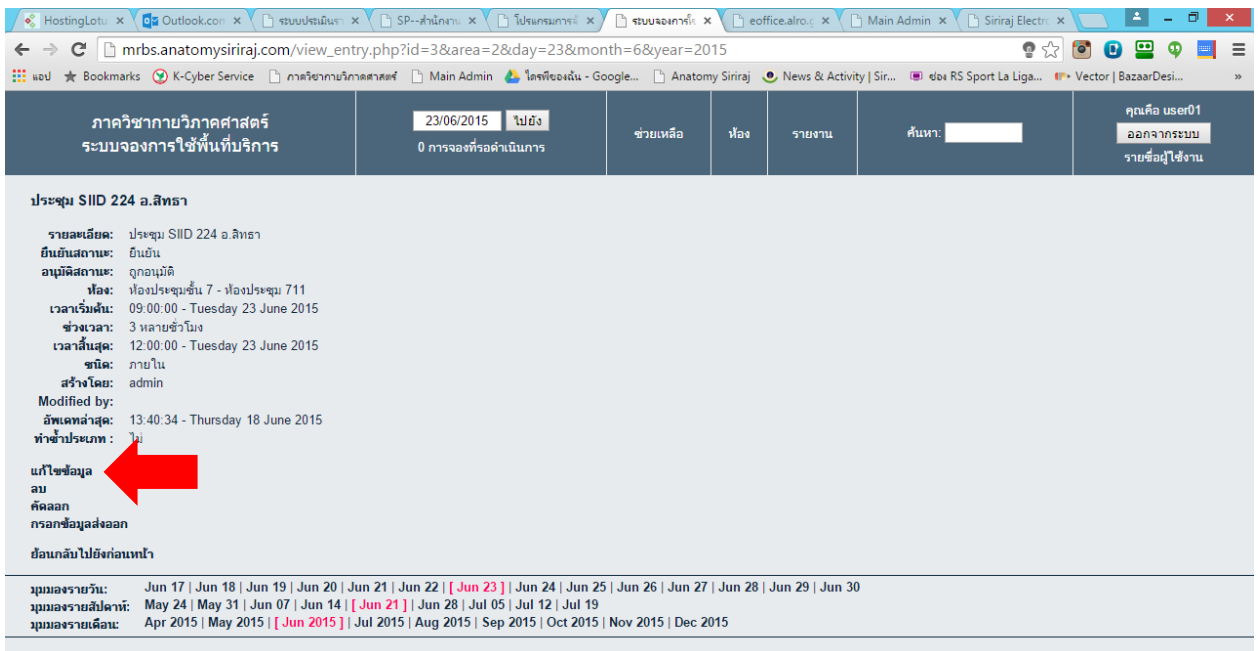 HostingLotu × Outlook.con × ระบบประเมินรา × SP--สำนักงาน × โปรแกรมการจั × ระบบจองการใช้ × eoffice.alro.g × Main Admin × Siriraj Electro ×
mrbs.anatomysiriraj.com/view_entry.php?id=3&area=2&day=23&month=6&year=2015
แอป Bookmarks K-Cyber Service ภาควิชากายวิภาคศาสตร์ Main Admin ไดรฟ์ของฉัน - Google... Anatomy Siriraj News & Activity | Sir... ช่อง RS Sport La Liga... Vector | BazaarDesi... »
ภาควิชากายวิภาคศาสตร์
ระบบจองการใช้พื้นที่บริการ
23/06/2015 ไปยัง
0 การจองที่รอดำเนินการ
ช่วยเหลือ ห้อง รายงาน ค้นหา:
คุณคือ user01
ออกจากระบบ
รายชื่อผู้ใช้งาน
ประชุม SIID 224 อ.สิทธา
รายละเอียด: ประชุม SIID 224 อ.สิทธา
ยืนยันสถานะ: ยืนยัน
อนุมัติสถานะ: ถูกอนุมัติ
ห้อง: ห้องประชุมชั้น 7 - ห้องประชุม 711
เวลาเริ่มต้น: 09:00:00 - Tuesday 23 June 2015
ช่วงเวลา: 3 หลายชั่วโมง
เวลาสิ้นสุด: 12:00:00 - Tuesday 23 June 2015
ชนิด: ภายใน
สร้างโดย: admin
Modified by:
อัพเดทล่าสุด: 13:40:34 - Thursday 18 June 2015
ทำซ้ำประเภท : ไม่
แก้ไขข้อมูล
ลบ
คัดลอก
กรอกข้อมูลส่งออก
ย้อนกลับไปยังก่อนหน้า
มุมมองรายวัน: Jun 17 | Jun 18 | Jun 19 | Jun 20 | Jun 21 | Jun 22 | [ Jun 23 ] | Jun 24 | Jun 25 | Jun 26 | Jun 27 | Jun 28 | Jun 29 | Jun 30
มุมมองรายสัปดาห์: May 24 | May 31 | Jun 07 | Jun 14 | [ Jun 21 ] | Jun 28 | Jul 05 | Jul 12 | Jul 19
มุมมองรายเดือน: Apr 2015 | May 2015 | [ Jun 2015 ] | Jul 2015 | Aug 2015 | Sep 2015 | Oct 2015 | Nov 2015 | Dec 2015